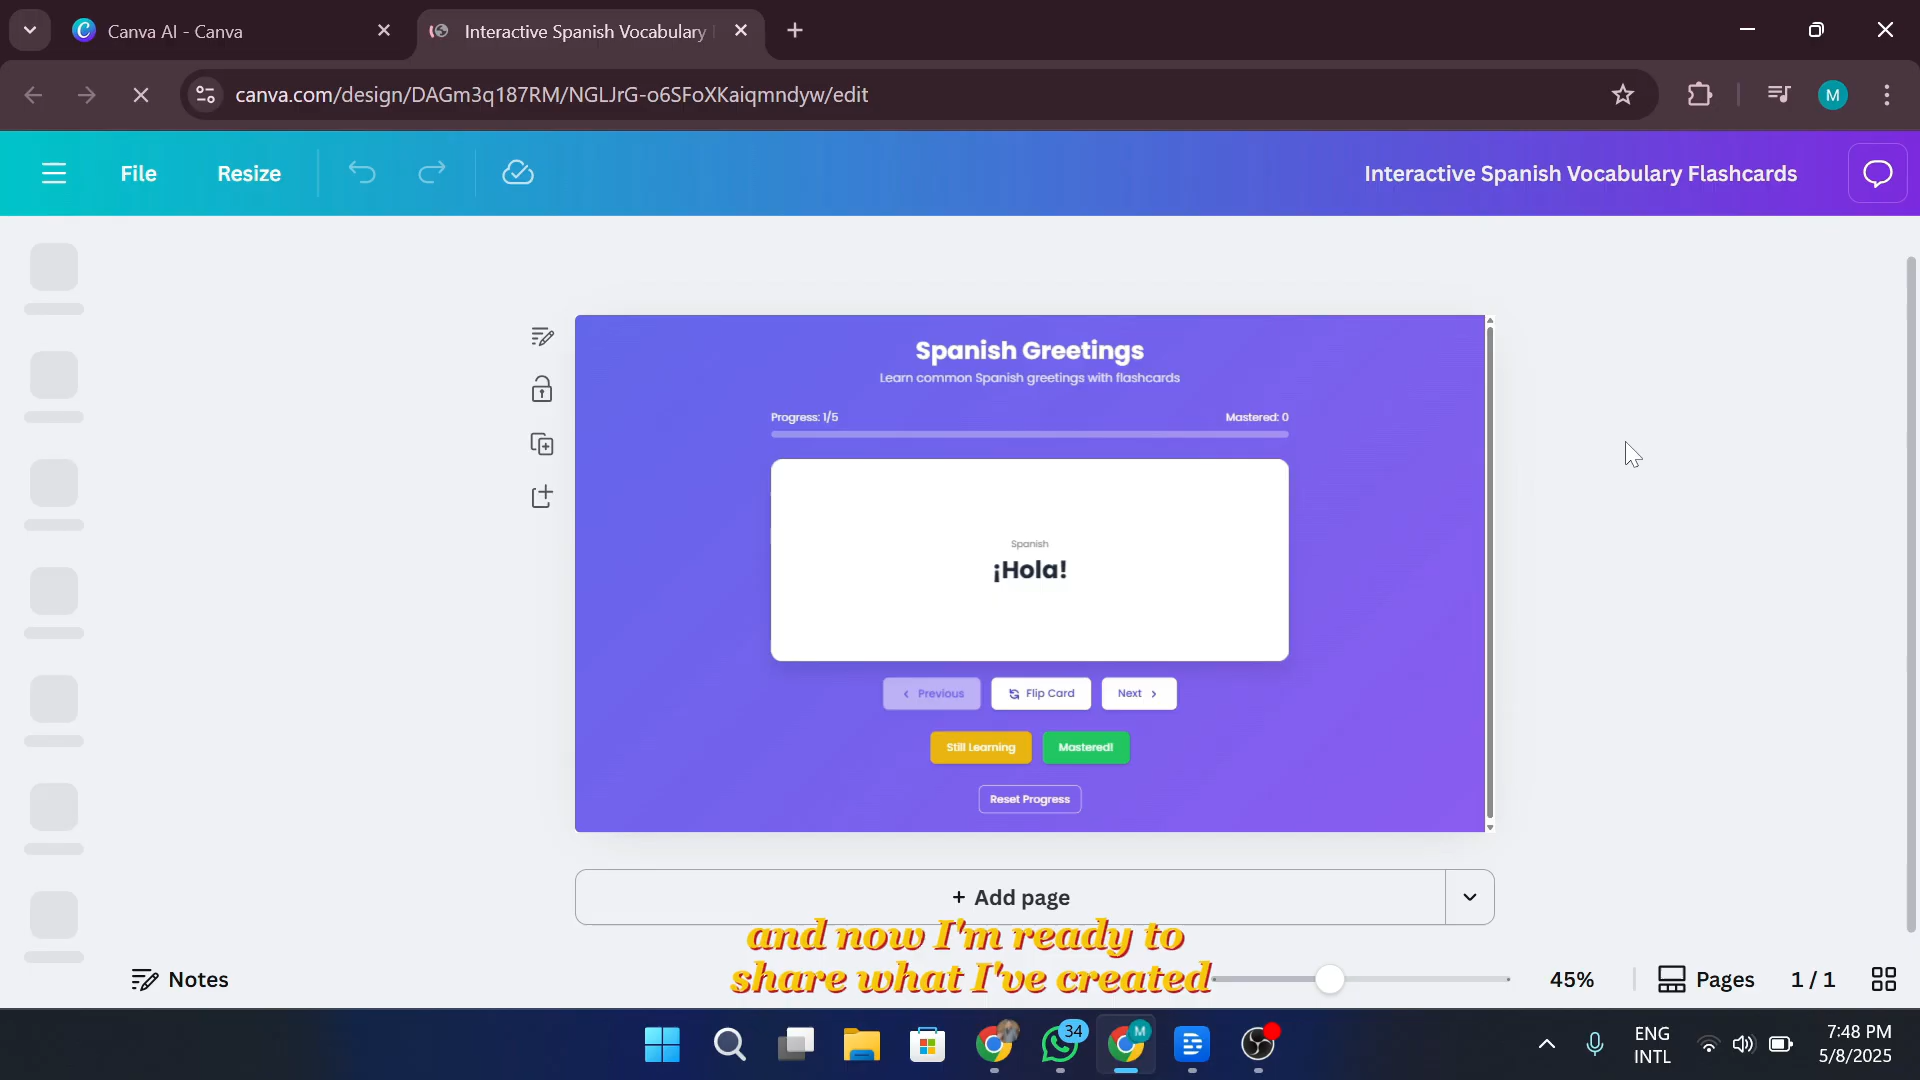 Canva AI - Canva
Interactive Spanish Vocabulary
canva.com/design/DAGm3q187RM/NGLJrG-o6SFoXKaiqmndyw/edit
M
File
Resize
Interactive Spanish Vocabulary Flashcards
Spanish Greetings
Learn common Spanish greetings with flashcards
Progress: 1/5
Mastered: 0
Spanish
¡Hola!
‹ Previous
Flip Card
Next ›
Still Learning
Mastered!
Reset Progress
+ Add page
and now I'm ready to
share what I've created
Notes
45%
Pages
1 / 1
34
M
ENG
INTL
7:48 PM
5/8/2025